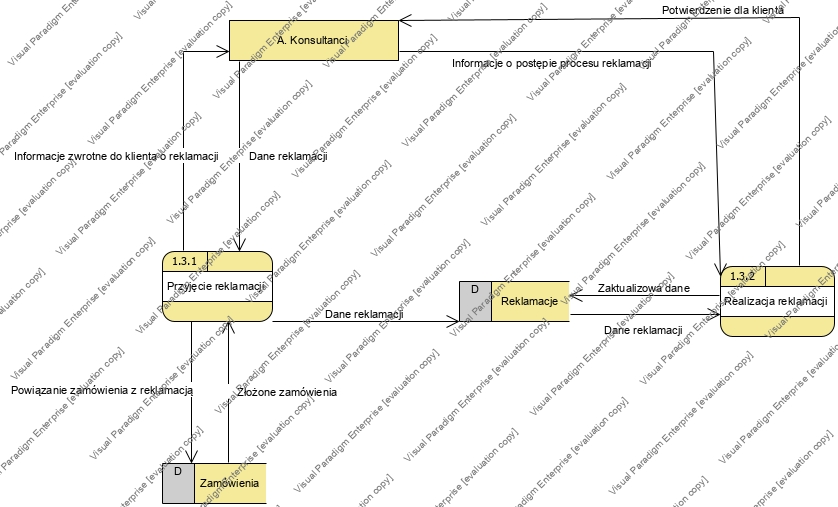 Potwierdzenie dla klienta
A. Konsultanci
Informacje o postępie procesu reklamacji
Informacje zwrotne do klienta o reklamacji
Dane reklamacji
1.3.1
Przyjęcie reklamacji
1.3.2
Realizacja reklamacji
D
Reklamacje
Zaktualizowa dane
Dane reklamacji
Dane reklamacji
Powiązanie zamówienia z reklamacją
Złożone zamówienia
D
Zamówienia
Visual Paradigm Enterprise [evaluation copy]